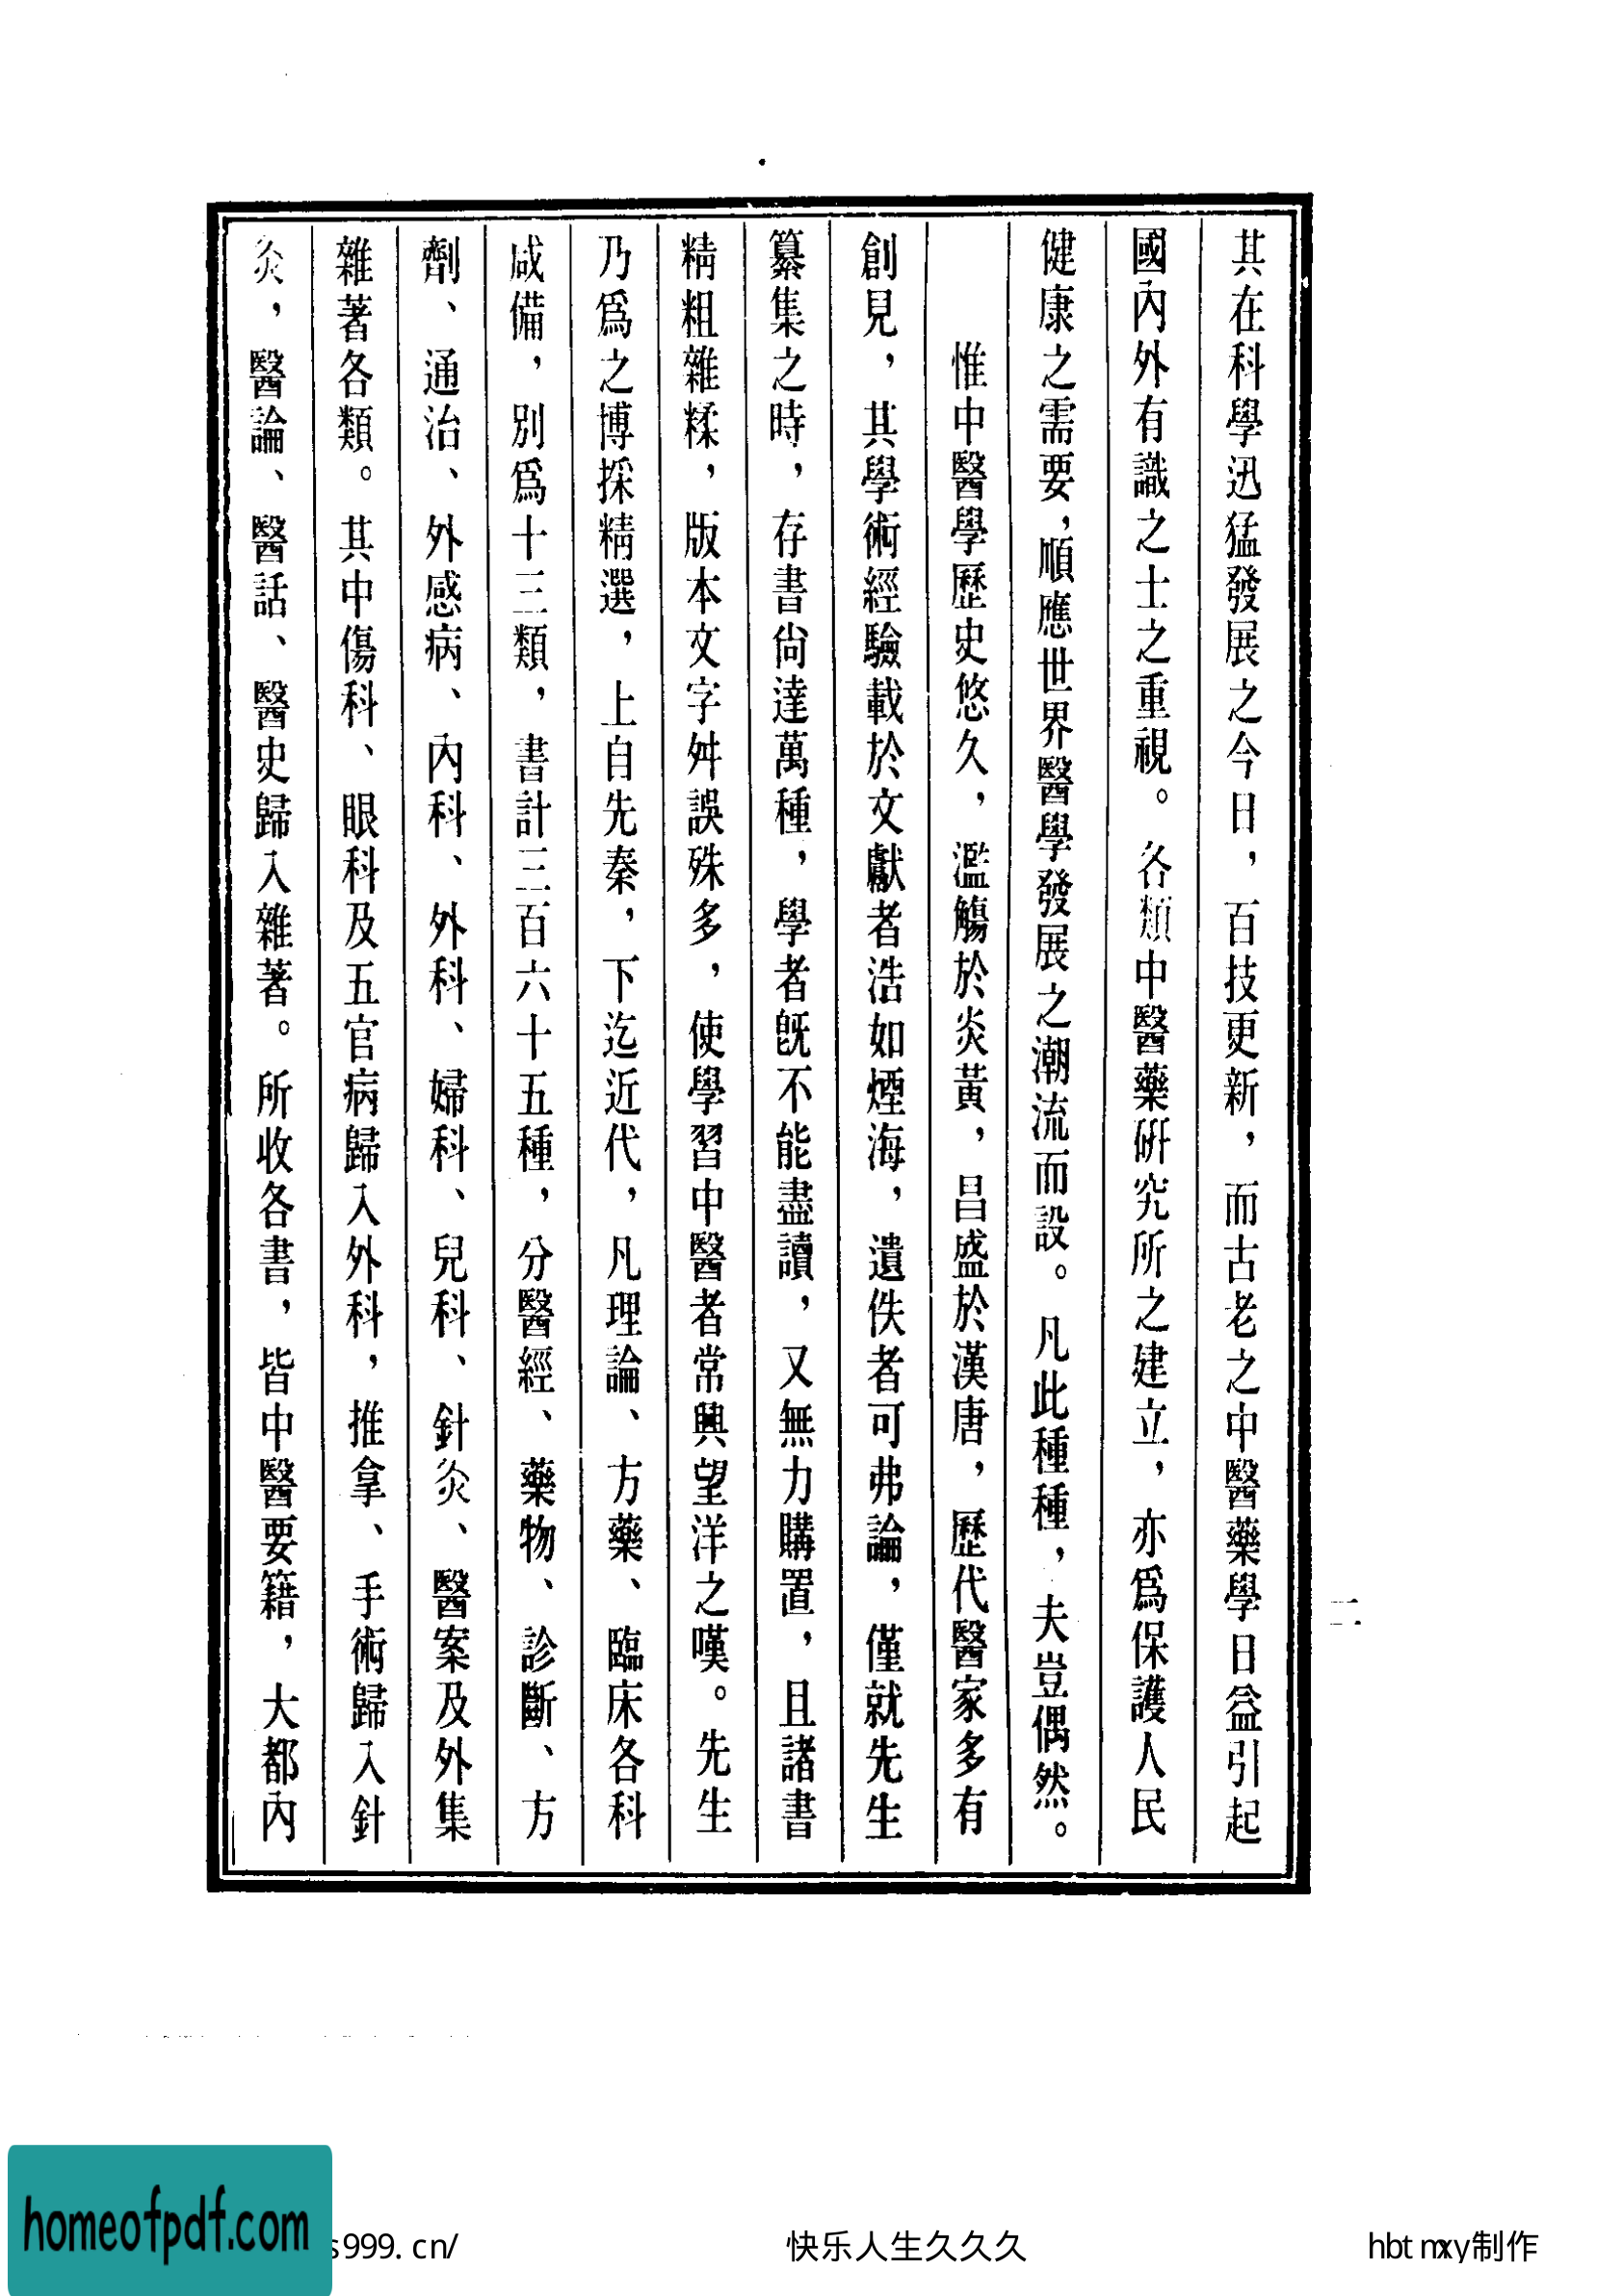 其在科學迅猛發展之今日，百技更新，而古老之中醫藥學日益引起
國內外有識之士之重視。各類中醫藥研究所之建立，亦爲保護人民
健康之需要，順應世界醫學發展之潮流而設。凡此種種，夫豈偶然。
惟中醫學歷史悠久，濫觴於炎黃，昌盛於漢唐，歷代醫家多有
創見，其學術經驗載於文獻者浩如煙海，遺佚者可弗論，僅就先生
纂集之時，存書尙達萬種，學者旣不能盡讀，又無力購置，且諸書
精粗雜糅，版本文字舛誤殊多，使學習中醫者常興望洋之嘆。先生
乃爲之博採精選，上自先秦，下迄近代，凡理論、方藥、臨床各科
咸備，別爲十三類，書計三百六十五種，分醫經、藥物、診斷、方
劑、通治、外感病、內科、外科、婦科、兒科、針灸、醫案及外集
雜著各類。其中傷科、眼科及五官病歸入外科，推拿、手術歸入針
灸，醫論、醫話、醫史歸入雜著。所收各書，皆中醫要籍，大都內
二
homeofpdf.com
s999.cn/
快乐人生久久久
hbtmxy制作